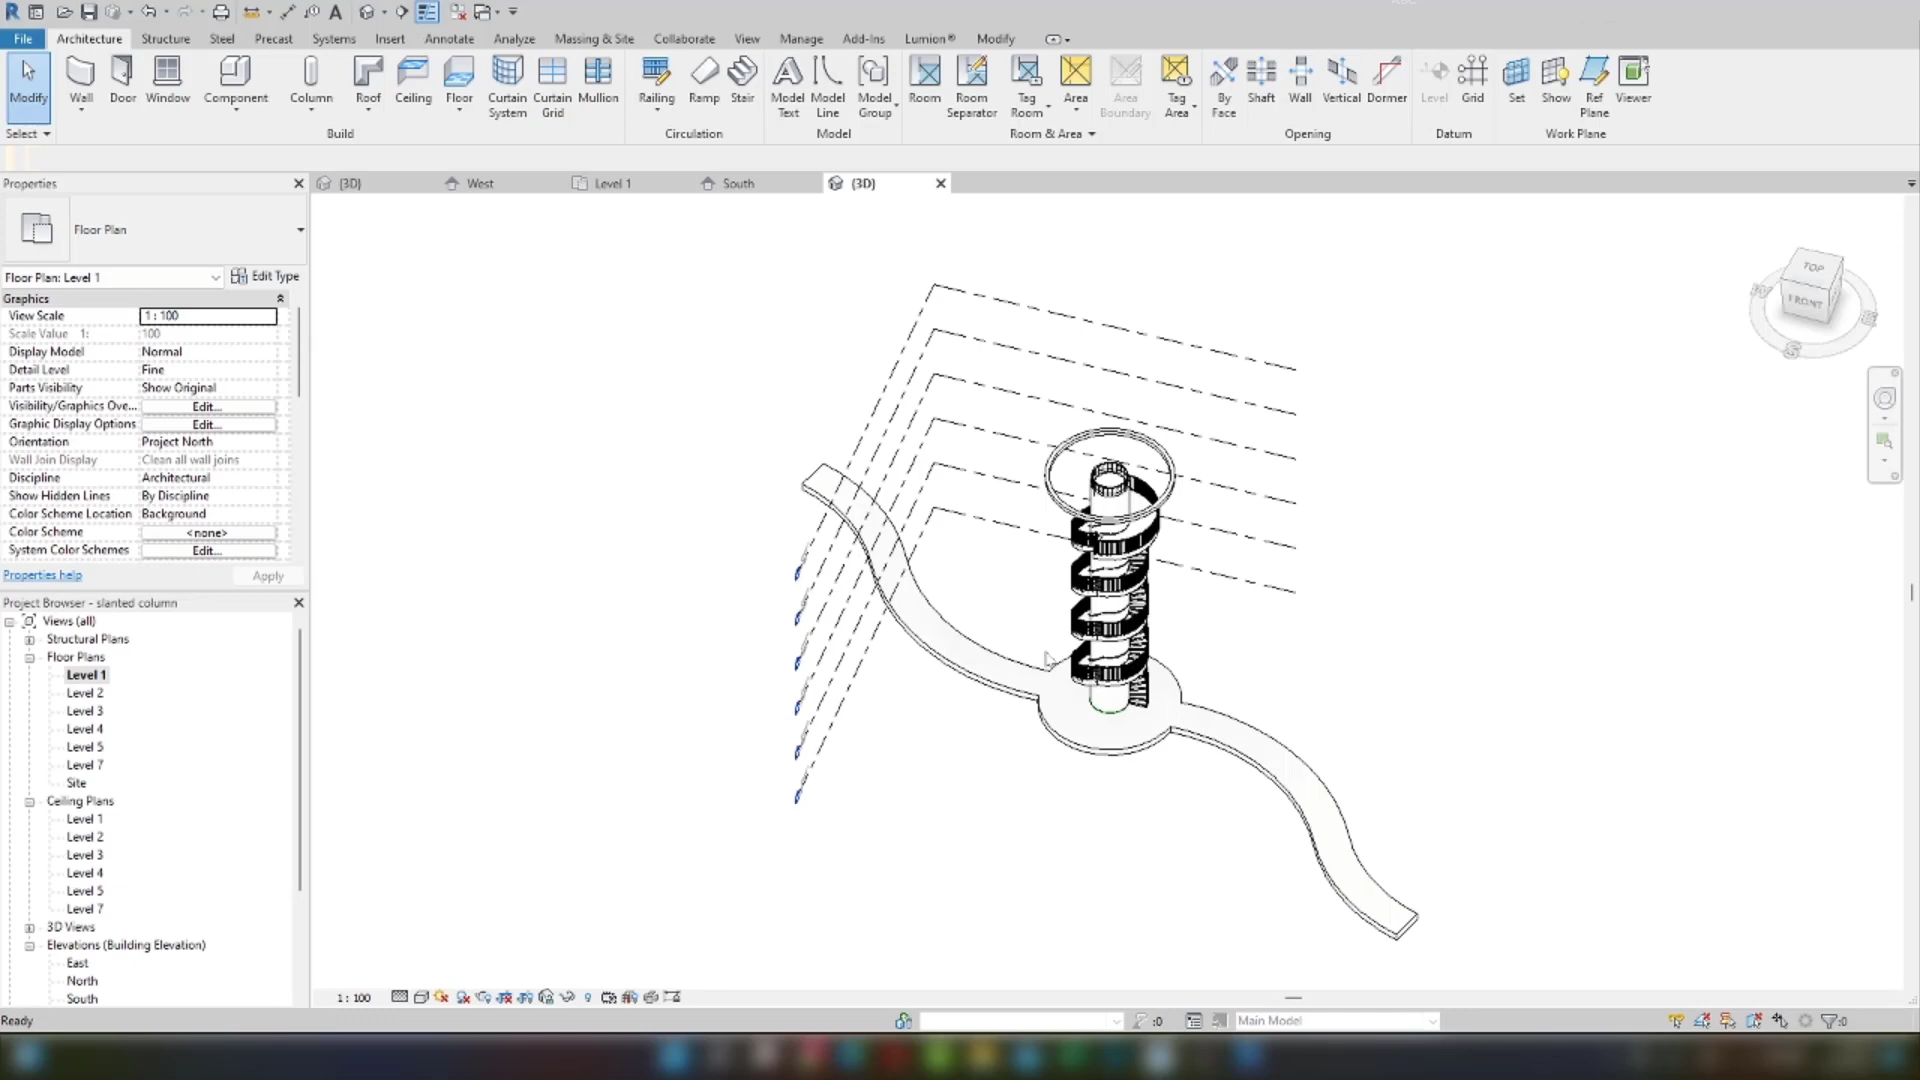 File Architecture Structure Steel Precast Systems Insert Annotate Analyze Massing & Site Collaborate View Manage Add-Ins Lumion® Modify
Modify Wall Door Window Component Column Roof Ceiling Floor Curtain System Curtain Grid Mullion Railing Ramp Stair Model Text Model Line Model Group Room Room Separator Tag Room Area Area Boundary Tag Area By Face Shaft Wall Vertical Dormer Level Grid Set Show Ref Plane Viewer
Select Build Circulation Model Room & Area Opening Datum Work Plane
Properties
{3D} West Level 1 South {3D}
Floor Plan
Floor Plan: Level 1 Edit Type
Graphics
View Scale 1 : 100
Scale Value 1: 100
Display Model Normal
Detail Level Fine
Parts Visibility Show Original
Visibility/Graphics Ove... Edit...
Graphic Display Options Edit...
Orientation Project North
Wall Join Display Clean all wall joins
Discipline Architectural
Show Hidden Lines By Discipline
Color Scheme Location Background
Color Scheme <none>
System Color Schemes Edit...
Properties help Apply
Project Browser - slanted column
Views (all)
Structural Plans
Floor Plans
Level 1
Level 2
Level 3
Level 4
Level 5
Level 7
Site
Ceiling Plans
Level 1
Level 2
Level 3
Level 4
Level 5
Level 7
3D Views
Elevations (Building Elevation)
East
North
South
TOP
FRONT
W
S
E
1 : 100
Ready
:0
Main Model
:0